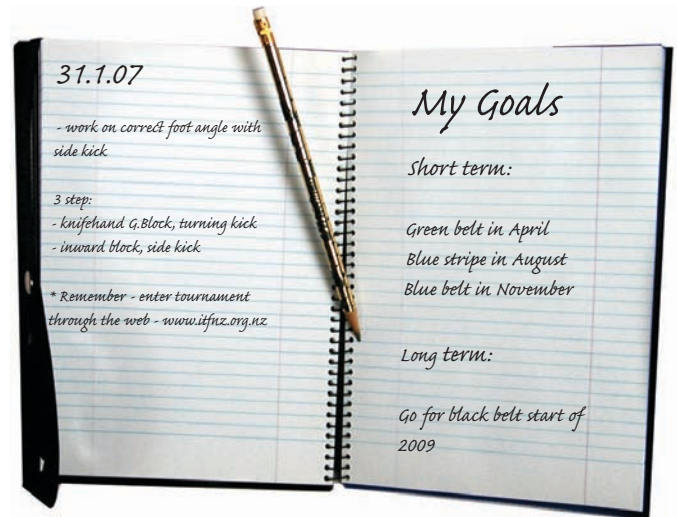 31.1.07
- work on correct foot angle with
side kick
3 step:
- knifehand G.Block, turning kick
- inward block, side kick
* Remember - enter tournament
through the web - www.itfnz.org.nz
My Goals
Short term:
Green belt in April
Blue stripe in August
Blue belt in November
Long term:
Go for black belt start of
2009